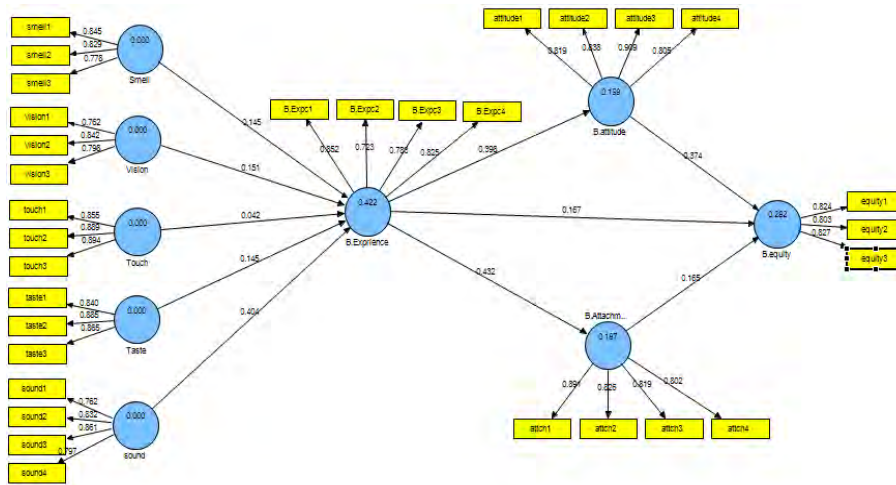 smell1
smell2
smell3
0.845
0.829
0.778
0.000
Smell
vision1
vision2
vision3
0.762
0.842
0.798
0.000
Vision
touch1
touch2
touch3
0.855
0.889
0.894
0.000
Touch
taste1
taste2
taste3
0.840
0.885
0.865
0.000
Taste
sound1
sound2
sound3
sound4
0.762
0.832
0.861
0.797
0.000
sound
0.145
0.151
0.042
0.145
0.404
B.Expc1
B.Expc2
B.Expc3
B.Expc4
0.852
0.723
0.825
0.422
B.Exprience
0.398
0.167
0.432
attitude1
attitude2
attitude3
attitude4
0.819
0.838
0.909
0.805
0.159
B.attitude
0.374
0.165
B.Attachm...
0.187
0.891
0.826
0.819
0.802
attch1
attch2
attch3
attch4
0.282
B.equity
0.824
0.803
0.827
equity1
equity2
equity3